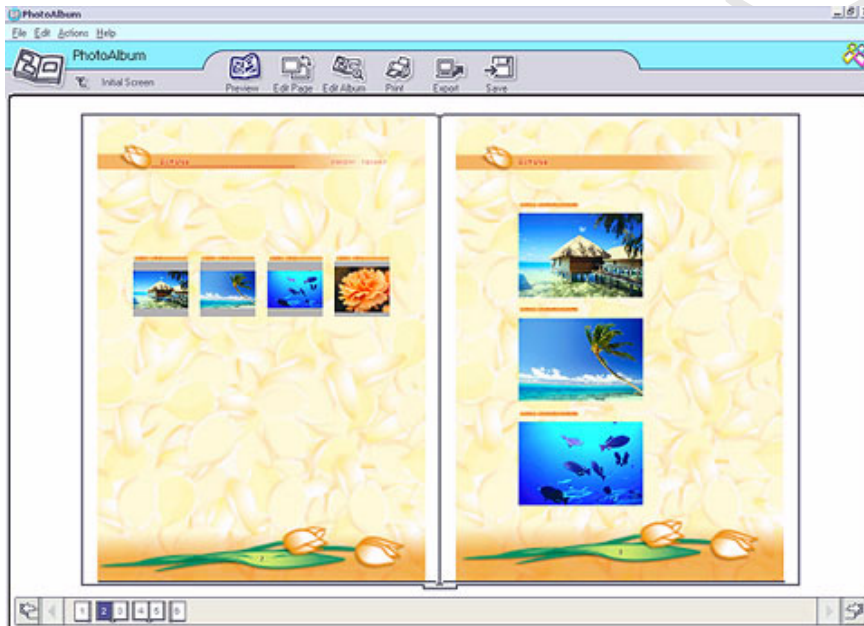 PhotoAlbum
File Edit Actions Help
PhotoAlbum
Initial Screen
Preview Edit Page Edit Album Print Export Save
1 2 3 4 5 6